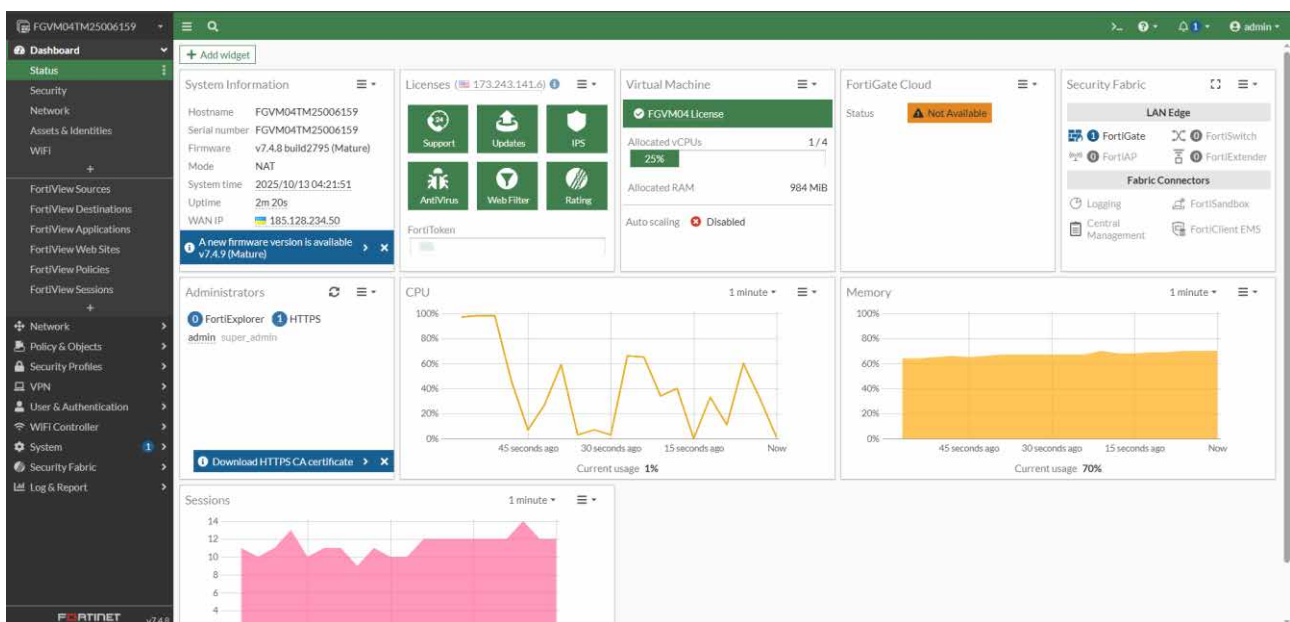 FGVM04TM25006159
admin
1
Dashboard
Status
Security
Network
Assets & Identities
WiFi
+
FortiView Sources
FortiView Destinations
FortiView Applications
FortiView Web Sites
FortiView Policies
FortiView Sessions
+
Network
Policy & Objects
Security Profiles
VPN
User & Authentication
WiFi Controller
System 1
Security Fabric
Log & Report
FORTINET v7.4.8
+ Add widget
System Information
Hostname FGVM04TM25006159
Serial number FGVM04TM25006159
Firmware v7.4.8 build2795 (Mature)
Mode NAT
System time 2025/10/13 04:21:51
Uptime 2m 20s
WAN IP 185.128.234.50
A new firmware version is available
v7.4.9 (Mature)
Licenses (173.243.141.6)
24
Support Updates IPS
AntiVirus Web Filter Rating
FortiToken
Virtual Machine
FGVM04 License
Allocated vCPUs 1 / 4
25%
Allocated RAM 984 MiB
Auto scaling Disabled
FortiGate Cloud
Status Not Available
Security Fabric
LAN Edge
1 FortiGate 0 FortiSwitch
0 FortiAP 0 FortiExtender
Fabric Connectors
Logging FortiSandbox
Central
Management FortiClient EMS
Administrators
0 FortiExplorer 1 HTTPS
admin super_admin
Download HTTPS CA certificate
CPU 1 minute
100%
80%
60%
40%
20%
0%
45 seconds ago 30 seconds ago 15 seconds ago Now
Current usage 1%
Memory 1 minute
100%
80%
60%
40%
20%
0%
45 seconds ago 30 seconds ago 15 seconds ago Now
Current usage 70%
Sessions 1 minute
14
12
10
8
6
4